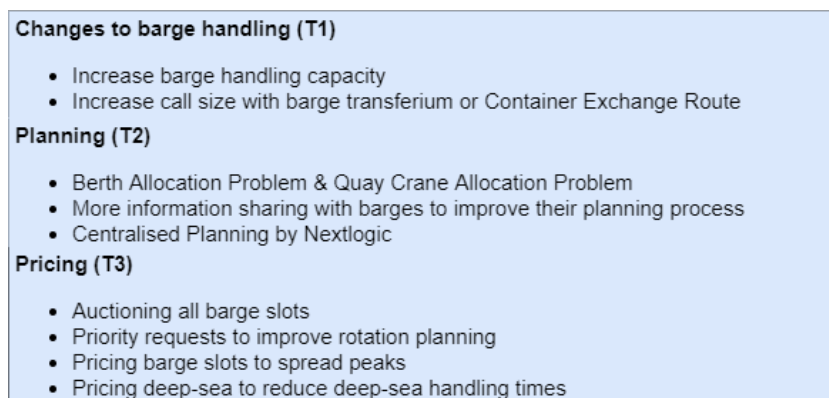 Changes to barge handling (T1)
• Increase barge handling capacity
• Increase call size with barge transferium or Container Exchange Route
Planning (T2)
• Berth Allocation Problem & Quay Crane Allocation Problem
• More information sharing with barges to improve their planning process
• Centralised Planning by Nextlogic
Pricing (T3)
• Auctioning all barge slots
• Priority requests to improve rotation planning
• Pricing barge slots to spread peaks
• Pricing deep-sea to reduce deep-sea handling times